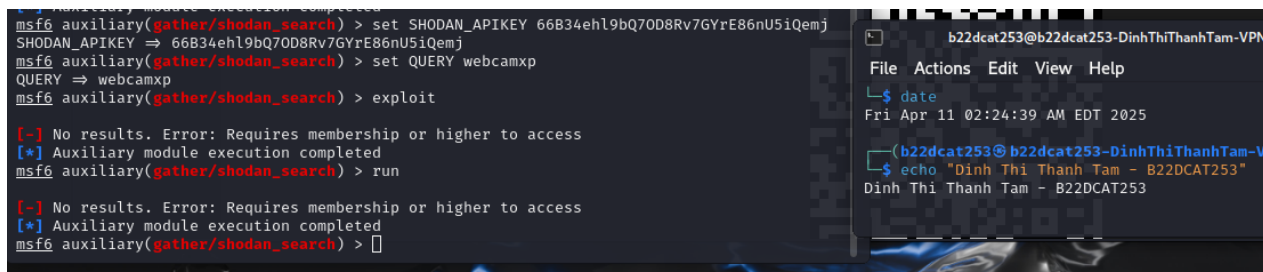 [*] Auxiliary module execution completed
msf6 auxiliary(gather/shodan_search) > set SHODAN_APIKEY 66B34ehl9bQ7OD8Rv7GYrE86nU5iQemj
SHODAN_APIKEY ⇒ 66B34ehl9bQ7OD8Rv7GYrE86nU5iQemj
msf6 auxiliary(gather/shodan_search) > set QUERY webcamxp
QUERY ⇒ webcamxp
msf6 auxiliary(gather/shodan_search) > exploit
[-] No results. Error: Requires membership or higher to access
[*] Auxiliary module execution completed
msf6 auxiliary(gather/shodan_search) > run
[-] No results. Error: Requires membership or higher to access
[*] Auxiliary module execution completed
msf6 auxiliary(gather/shodan_search) >
b22dcat253@b22dcat253-DinhThiThanhTam-VPN
File Actions Edit View Help
└─$ date
Fri Apr 11 02:24:39 AM EDT 2025
┌──(b22dcat253㉿b22dcat253-DinhThiThanhTam-V
└─$ echo "Dinh Thi Thanh Tam - B22DCAT253"
Dinh Thi Thanh Tam - B22DCAT253